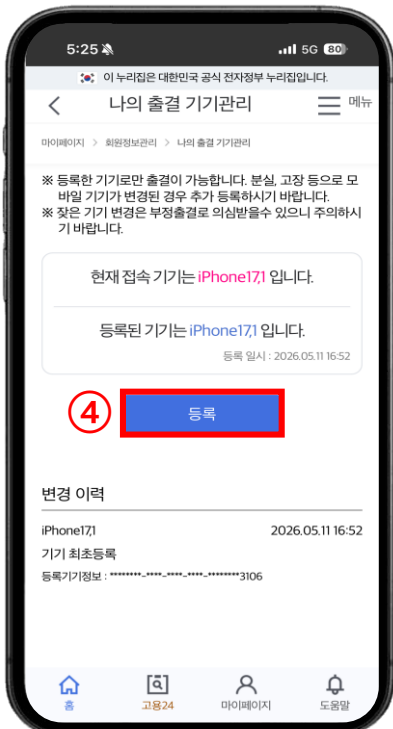 5:25
5G 80
이 누리집은 대한민국 공식 전자정부 누리집입니다.
나의 출결 기기관리
메뉴
마이페이지 > 회원정보관리 > 나의 출결 기기관리
※ 등록한 기기로만 출결이 가능합니다. 분실, 고장 등으로 모
바일 기기가 변경된 경우 추가 등록하시기 바랍니다.
※ 잦은 기기 변경은 부정출결로 의심받을수 있으니 주의하시
기 바랍니다.
현재 접속 기기는 iPhone17,1 입니다.
등록된 기기는 iPhone17,1 입니다.
등록 일시 : 2026.05.11 16:52
④ 등록
변경 이력
iPhone17,1 2026.05.11 16:52
기기 최초등록
등록기기정보 : ********-****-****-****-********3106
홈 고용24 마이페이지 도움말